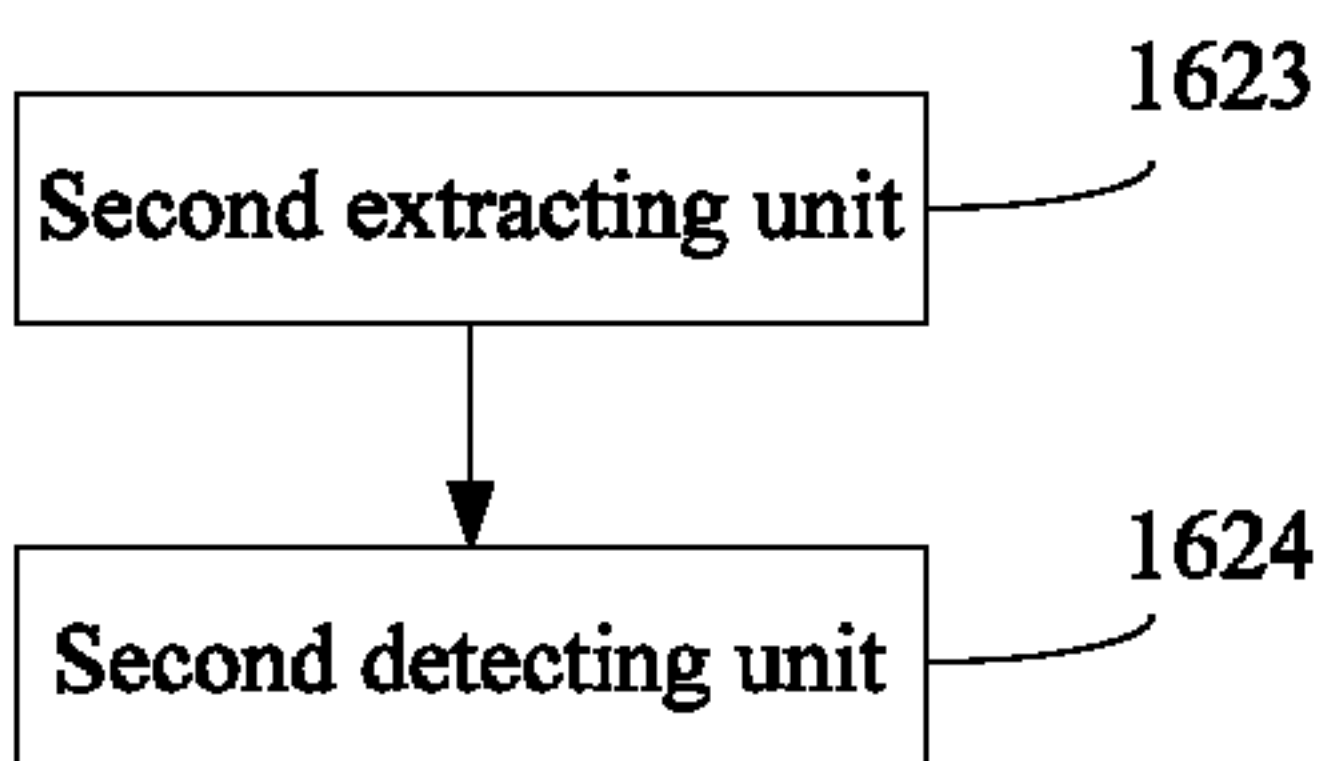 1623
Second extracting unit
1624
Second detecting unit